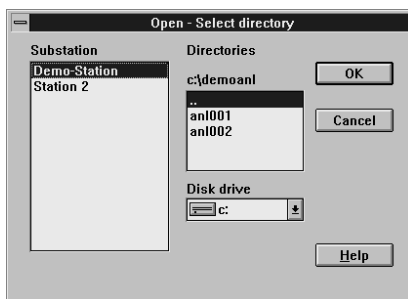 Open - Select directory
Substation
Demo-Station
Station 2
Directories
c:\demoanl
..
anl001
anl002
Disk drive
c:
OK
Cancel
Help